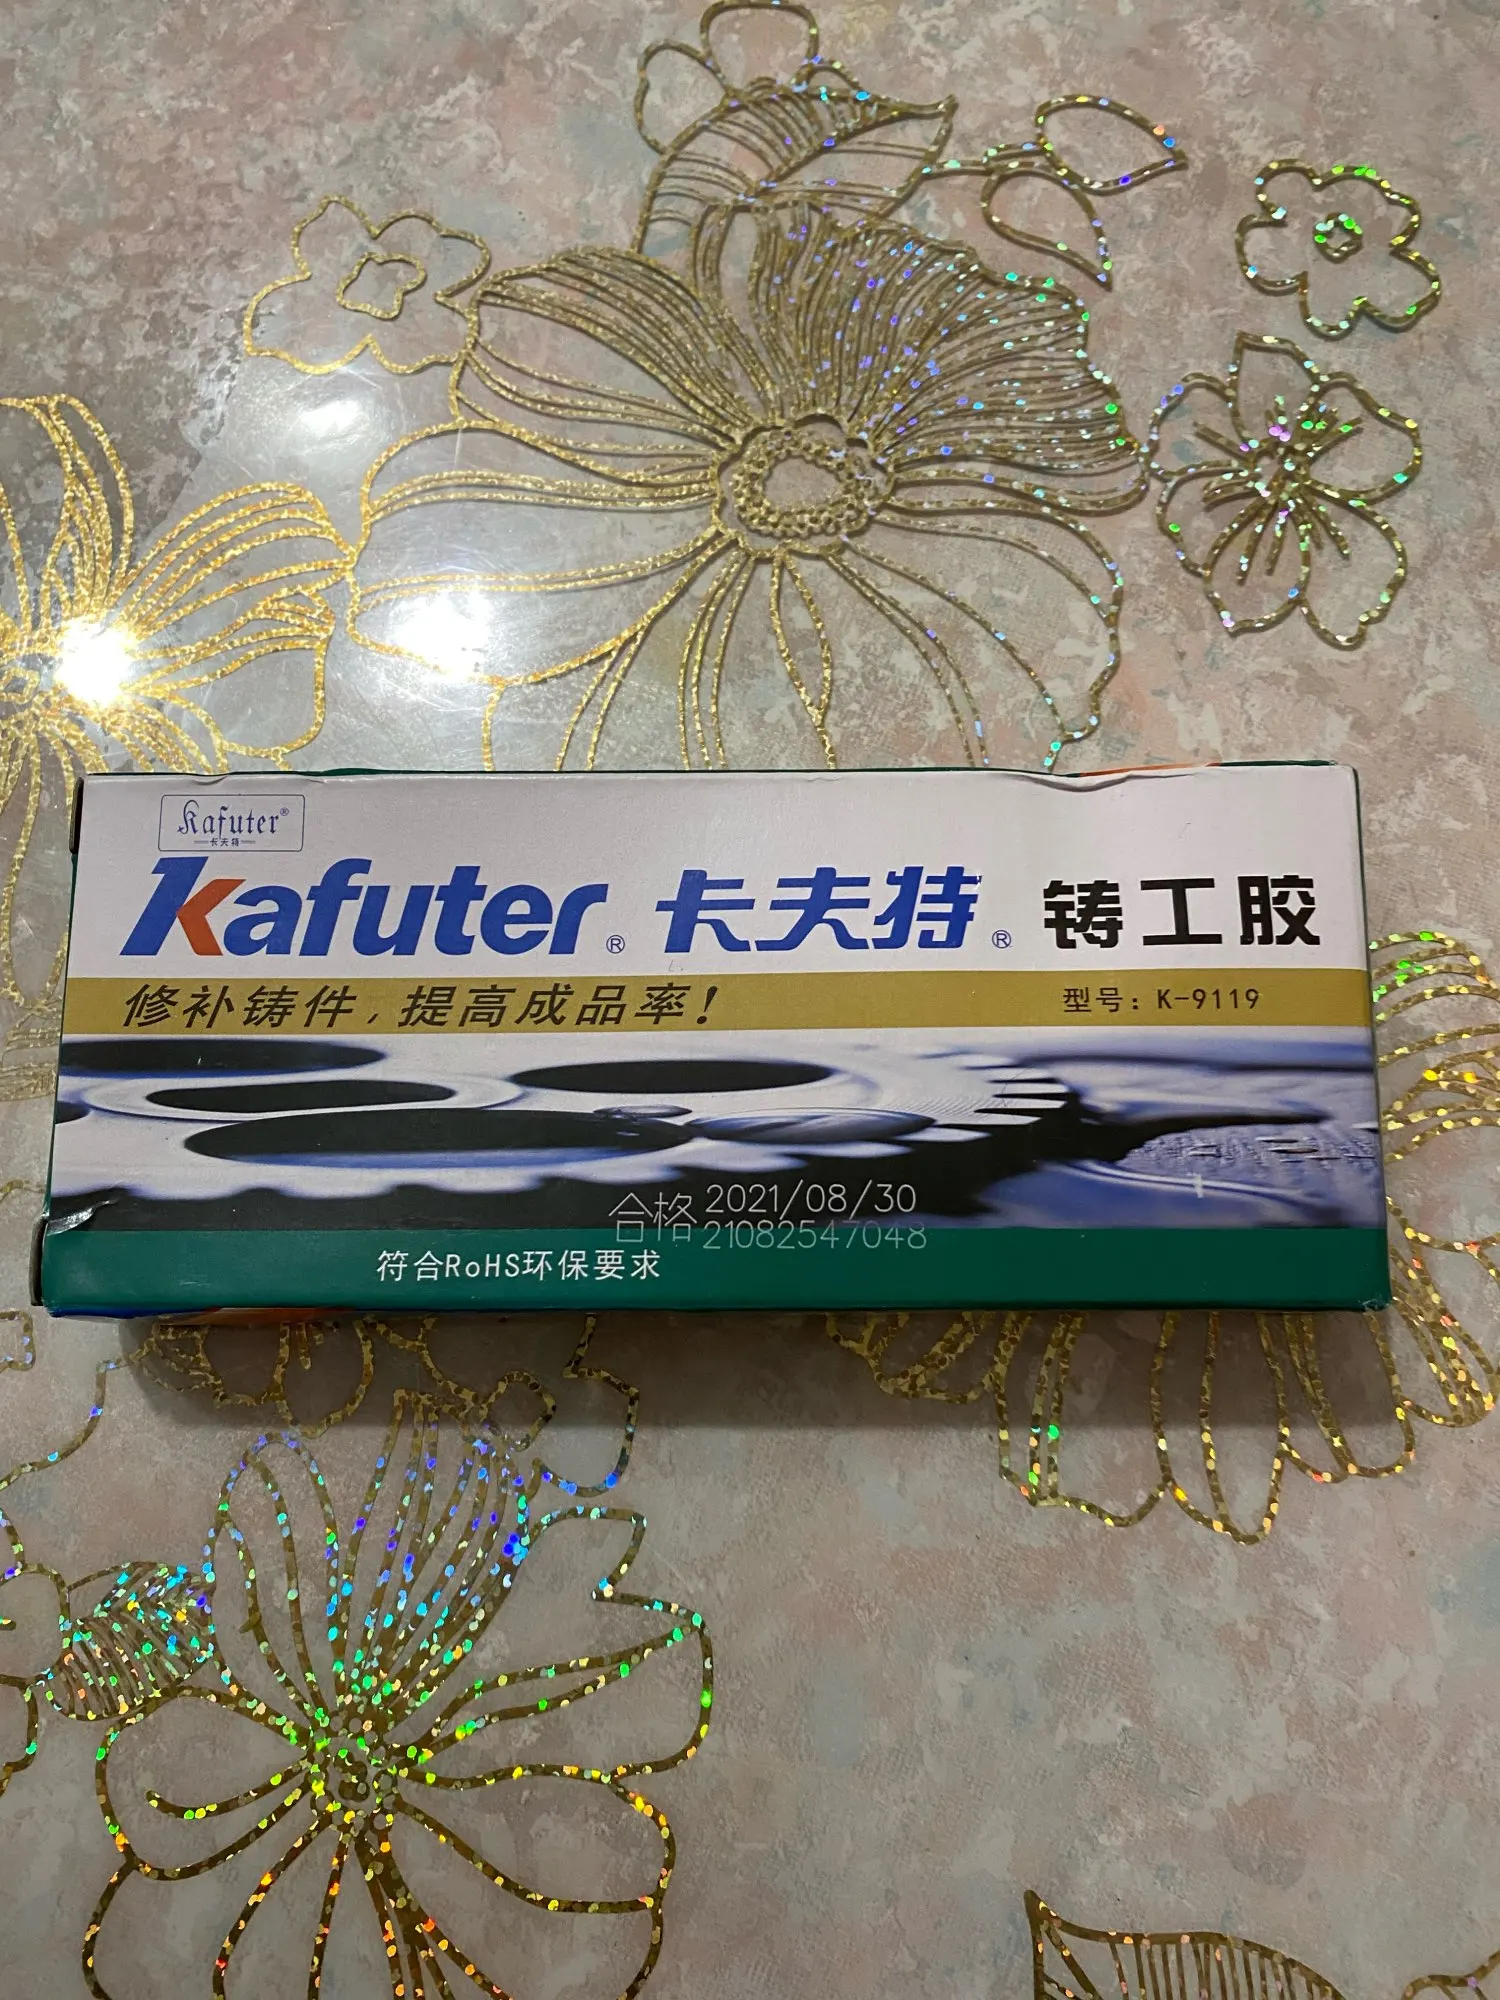 Kafuter®
卡夫特
Kafuter® 卡夫特® 铸工胶
修补铸件，提高成品率！
型号：K-9119
合格 2021/08/30
21082547048
符合RoHS环保要求